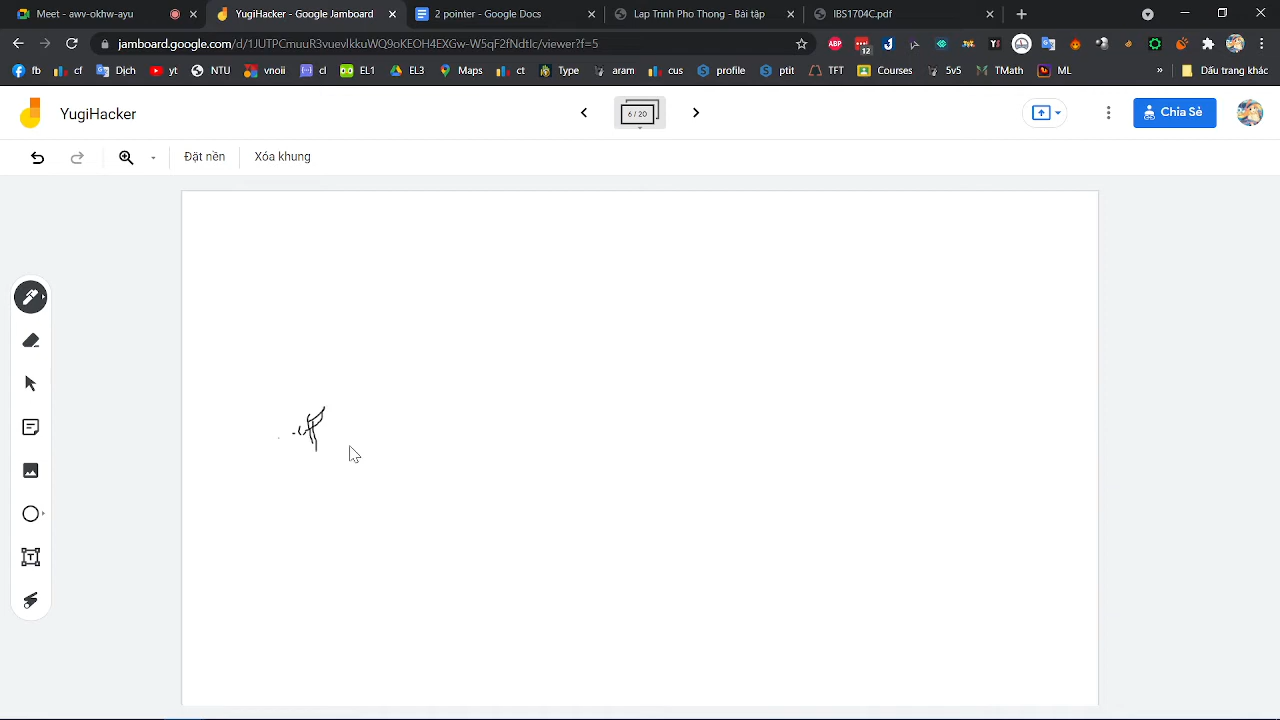 Meet - awv-okhw-ayu
YugiHacker - Google Jamboard
2 pointer - Google Docs
Lap Trinh Pho Thong - Bài tập
IBS1704C.pdf
jamboard.google.com/d/1JUTPCmuuR3vuevlkkuWQ9oKEOH4EXCw-W5qF2fNdtlc/viewer?f=5
ABP
12
fb
cf
Dịch
yt
NTU
vnoii
cl
EL1
EL3
Maps
ct
Type
aram
cus
profile
ptit
TFT
Courses
5v5
TMath
ML
»
Dấu trang khác
YugiHacker
6 / 20
Chia Sẻ
Đặt nền
Xóa khung